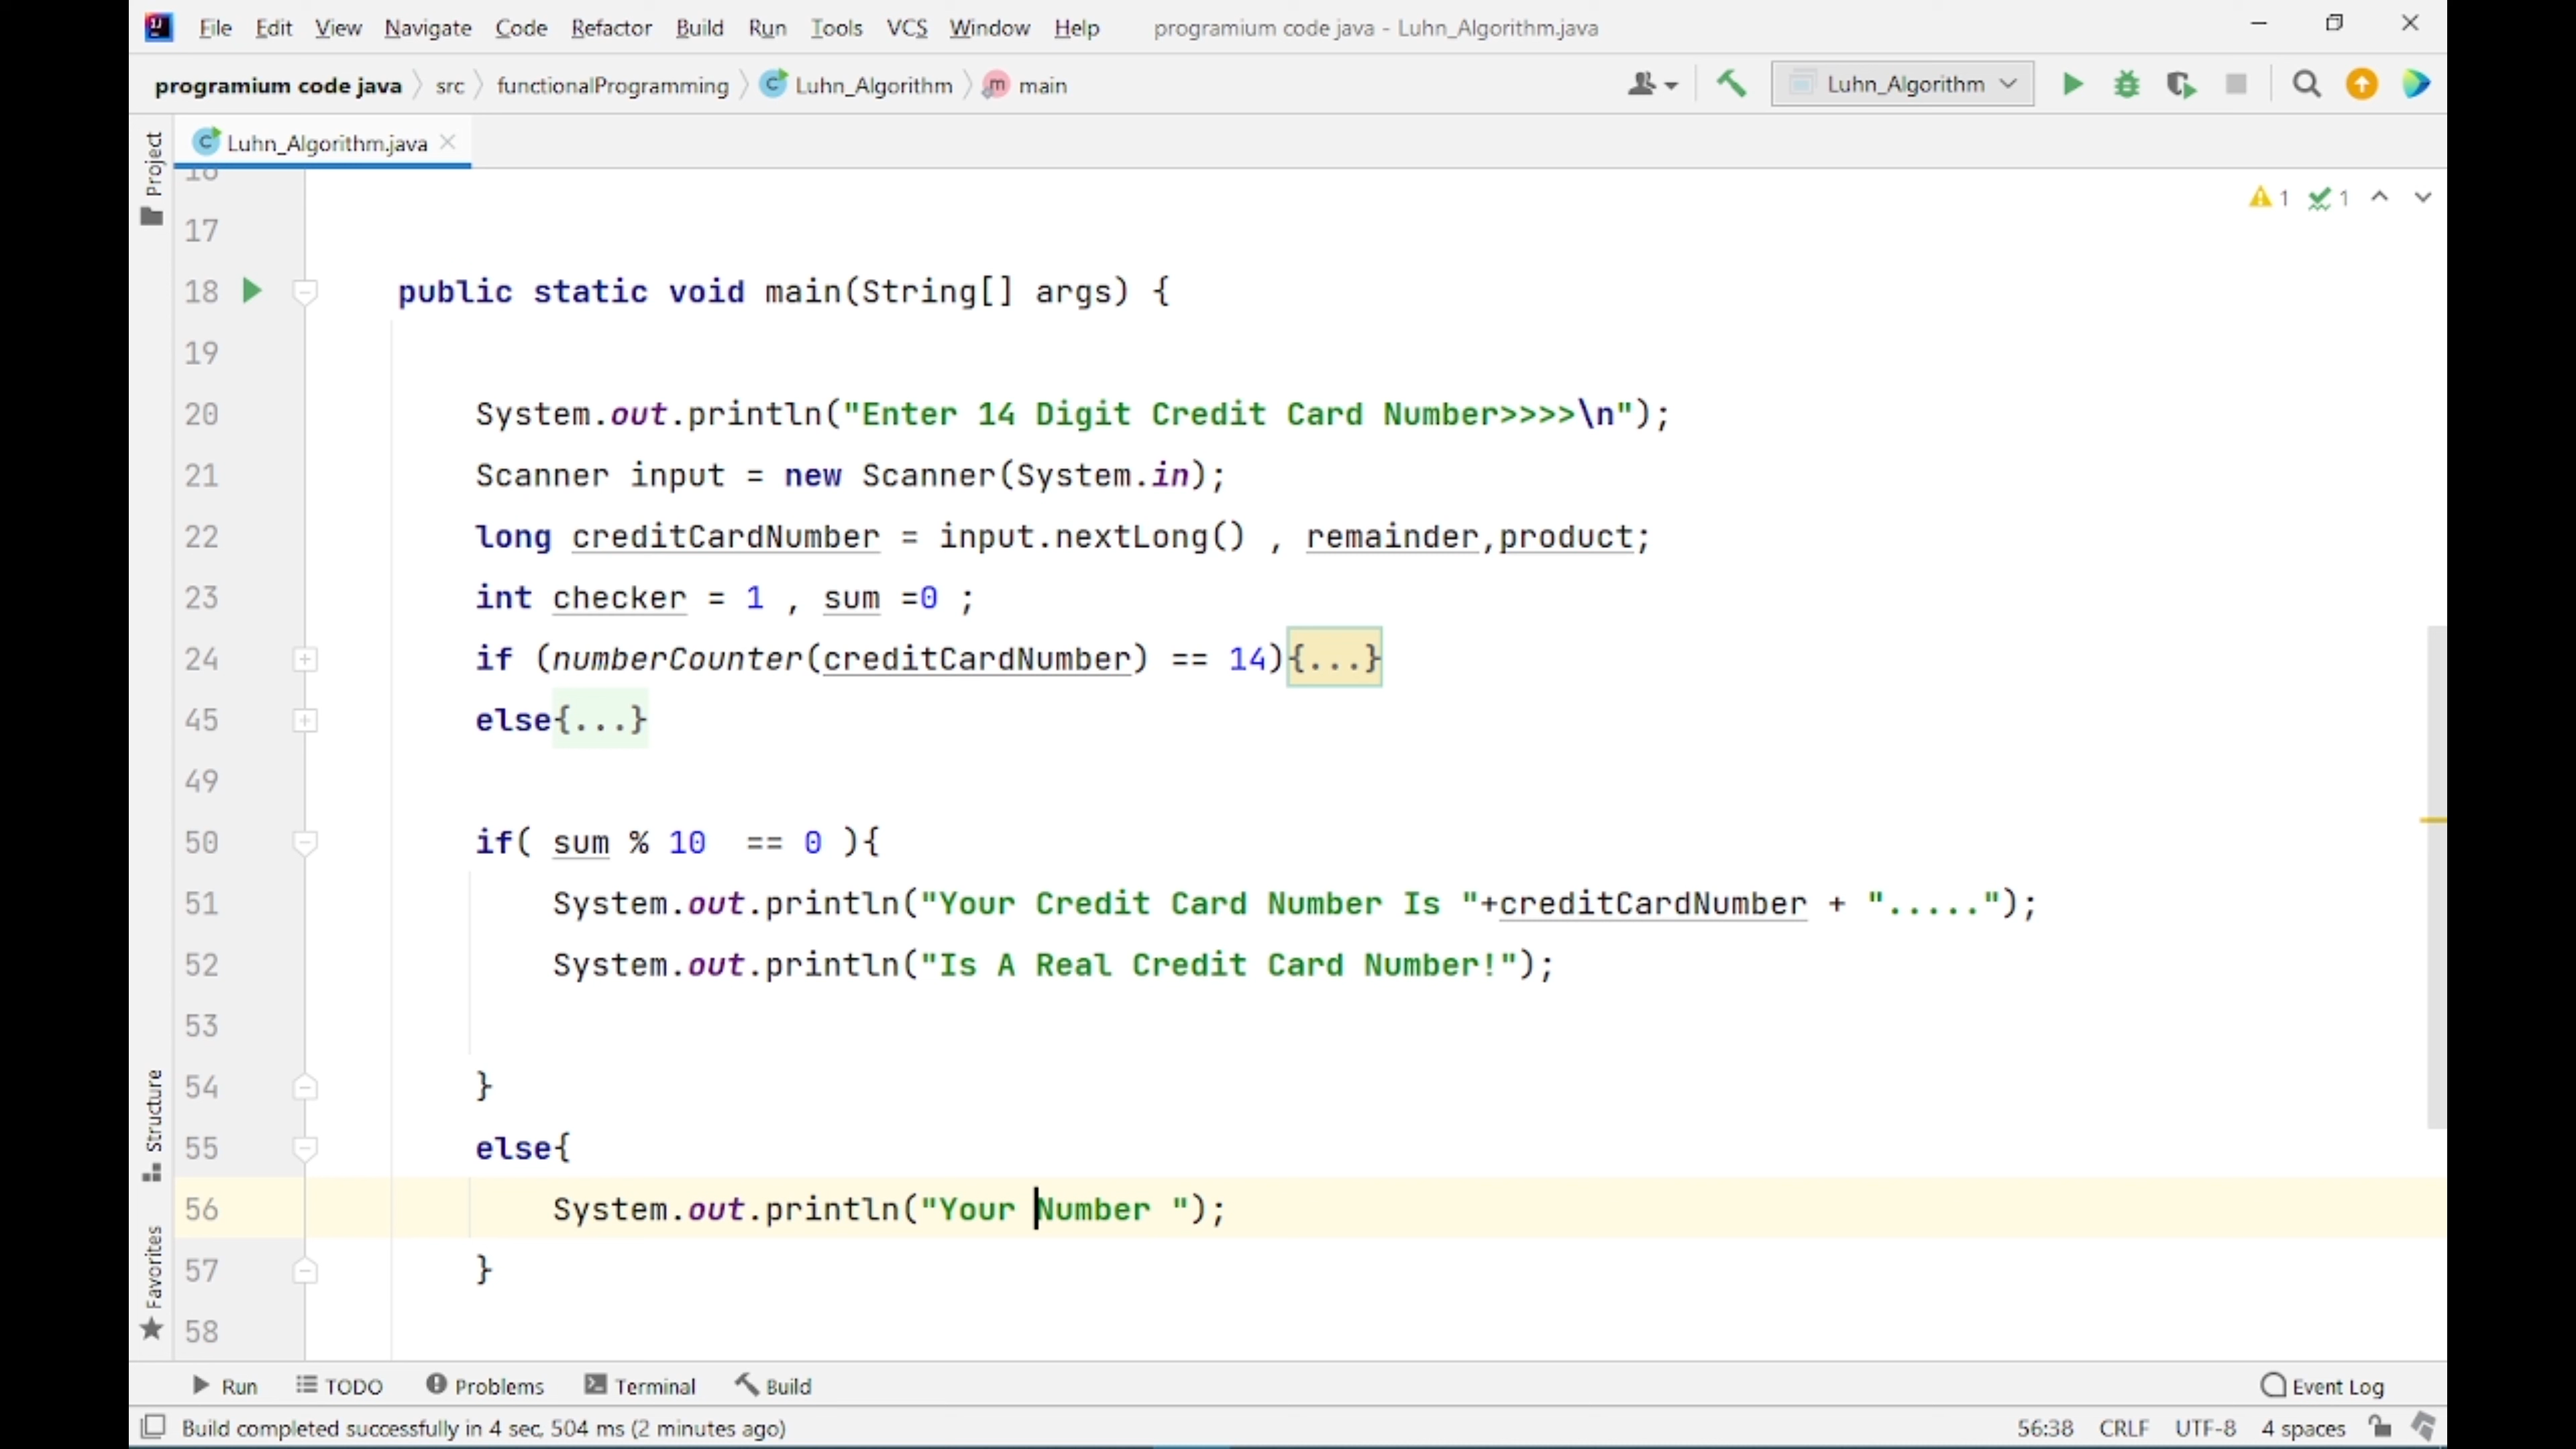 File Edit View Navigate Code Refactor Build Run Tools VCS Window Help programium code java - Luhn_Algorithm.java
programium code java src functionalProgramming Luhn_Algorithm main Luhn_Algorithm
Luhn_Algorithm.java
Project
1 1
17
18 public static void main(String[] args) {
19
20 System.out.println("Enter 14 Digit Credit Card Number>>>>\n");
21 Scanner input = new Scanner(System.in);
22 long creditCardNumber = input.nextLong() , remainder,product;
23 int checker = 1 , sum =0 ;
24 if (numberCounter(creditCardNumber) == 14){...}
45 else{...}
49
50 if( sum % 10  == 0 ){
51 System.out.println("Your Credit Card Number Is "+creditCardNumber + ".....");
52 System.out.println("Is A Real Credit Card Number!");
53
54 }
55 else{
56 System.out.println("Your Number ");
57 }
58
Structure
Favorites
Run TODO Problems Terminal Build Event Log
Build completed successfully in 4 sec, 504 ms (2 minutes ago) 56:38 CRLF UTF-8 4 spaces